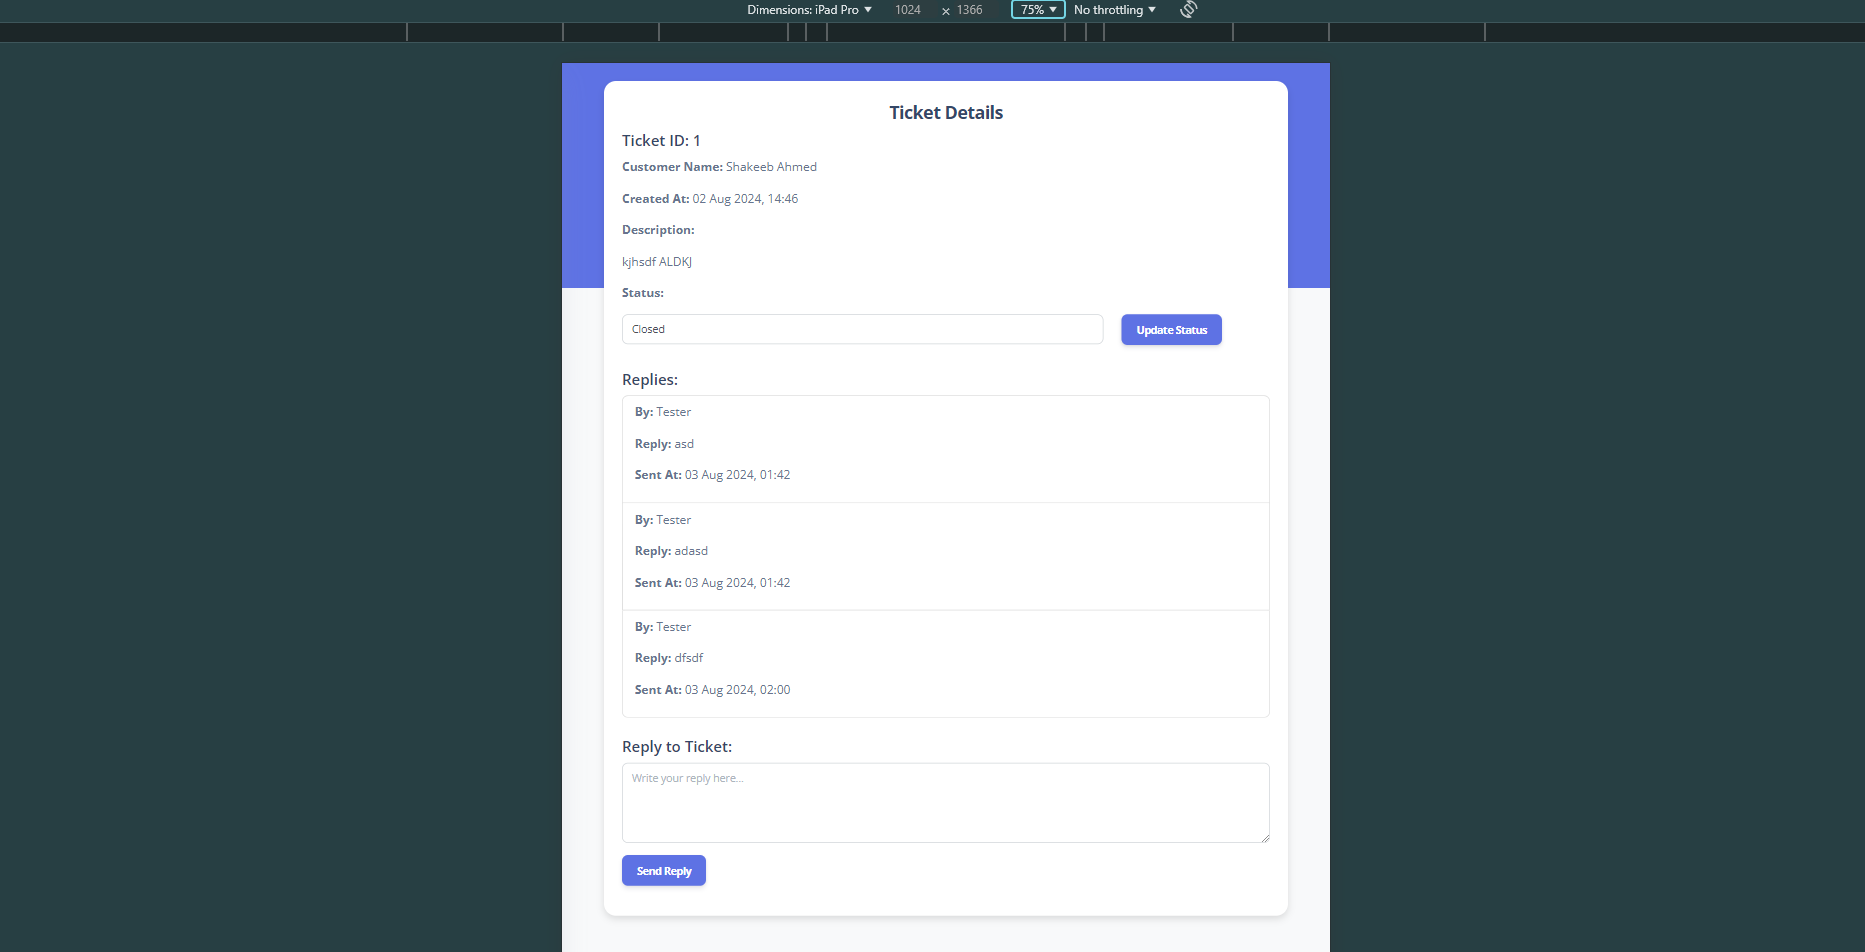 Dimensions: iPad Pro 1024 × 1366 75% No throttling
Ticket Details
Ticket ID: 1
Customer Name: Shakeeb Ahmed
Created At: 02 Aug 2024, 14:46
Description:
kjhsdf ALDKJ
Status:
Closed Update Status
Replies:
By: Tester
Reply: asd
Sent At: 03 Aug 2024, 01:42
By: Tester
Reply: adasd
Sent At: 03 Aug 2024, 01:42
By: Tester
Reply: dfsdf
Sent At: 03 Aug 2024, 02:00
Reply to Ticket:
Write your reply here...
Send Reply